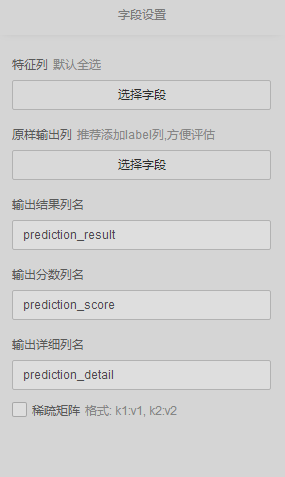 字段设置
特征列 默认全选
选择字段
原样输出列 推荐添加label列,方便评估
选择字段
输出结果列名
prediction_result
输出分数列名
prediction_score
输出详细列名
prediction_detail
稀疏矩阵 格式: k1:v1, k2:v2